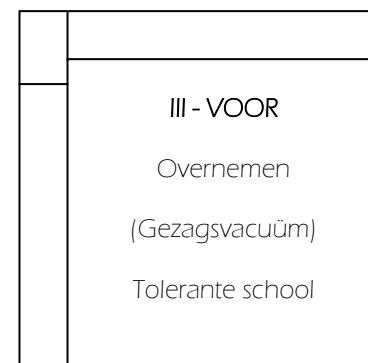 III - VOOR
Overnemen
(Gezagsvacuüm)
Tolerante school